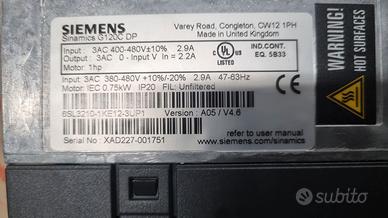 SIEMENS
Sinamics G120C DP
Varey Road, Congleton, CW12 1PH
Made in United Kingdom
Input : 3AC 400-480V±10% 2.9A
Output : 3AC 0 - Input V In = 2.2A
Motor : 1hp
C UL US
LISTED
IND.CONT.
EQ. 5B33
Input : 3AC 380-480V +10%/-20% 2.9A 47-63Hz
Motor: IEC 0.75kW IP20 FIL: Unfiltered
6SL3210-1KE12-3UP1 Version : A05 / V4.6
Serial No : XAD227-001751
refer to user manual
www.siemens.com/sinamics
WARNING!
HOT SURFACES
subito